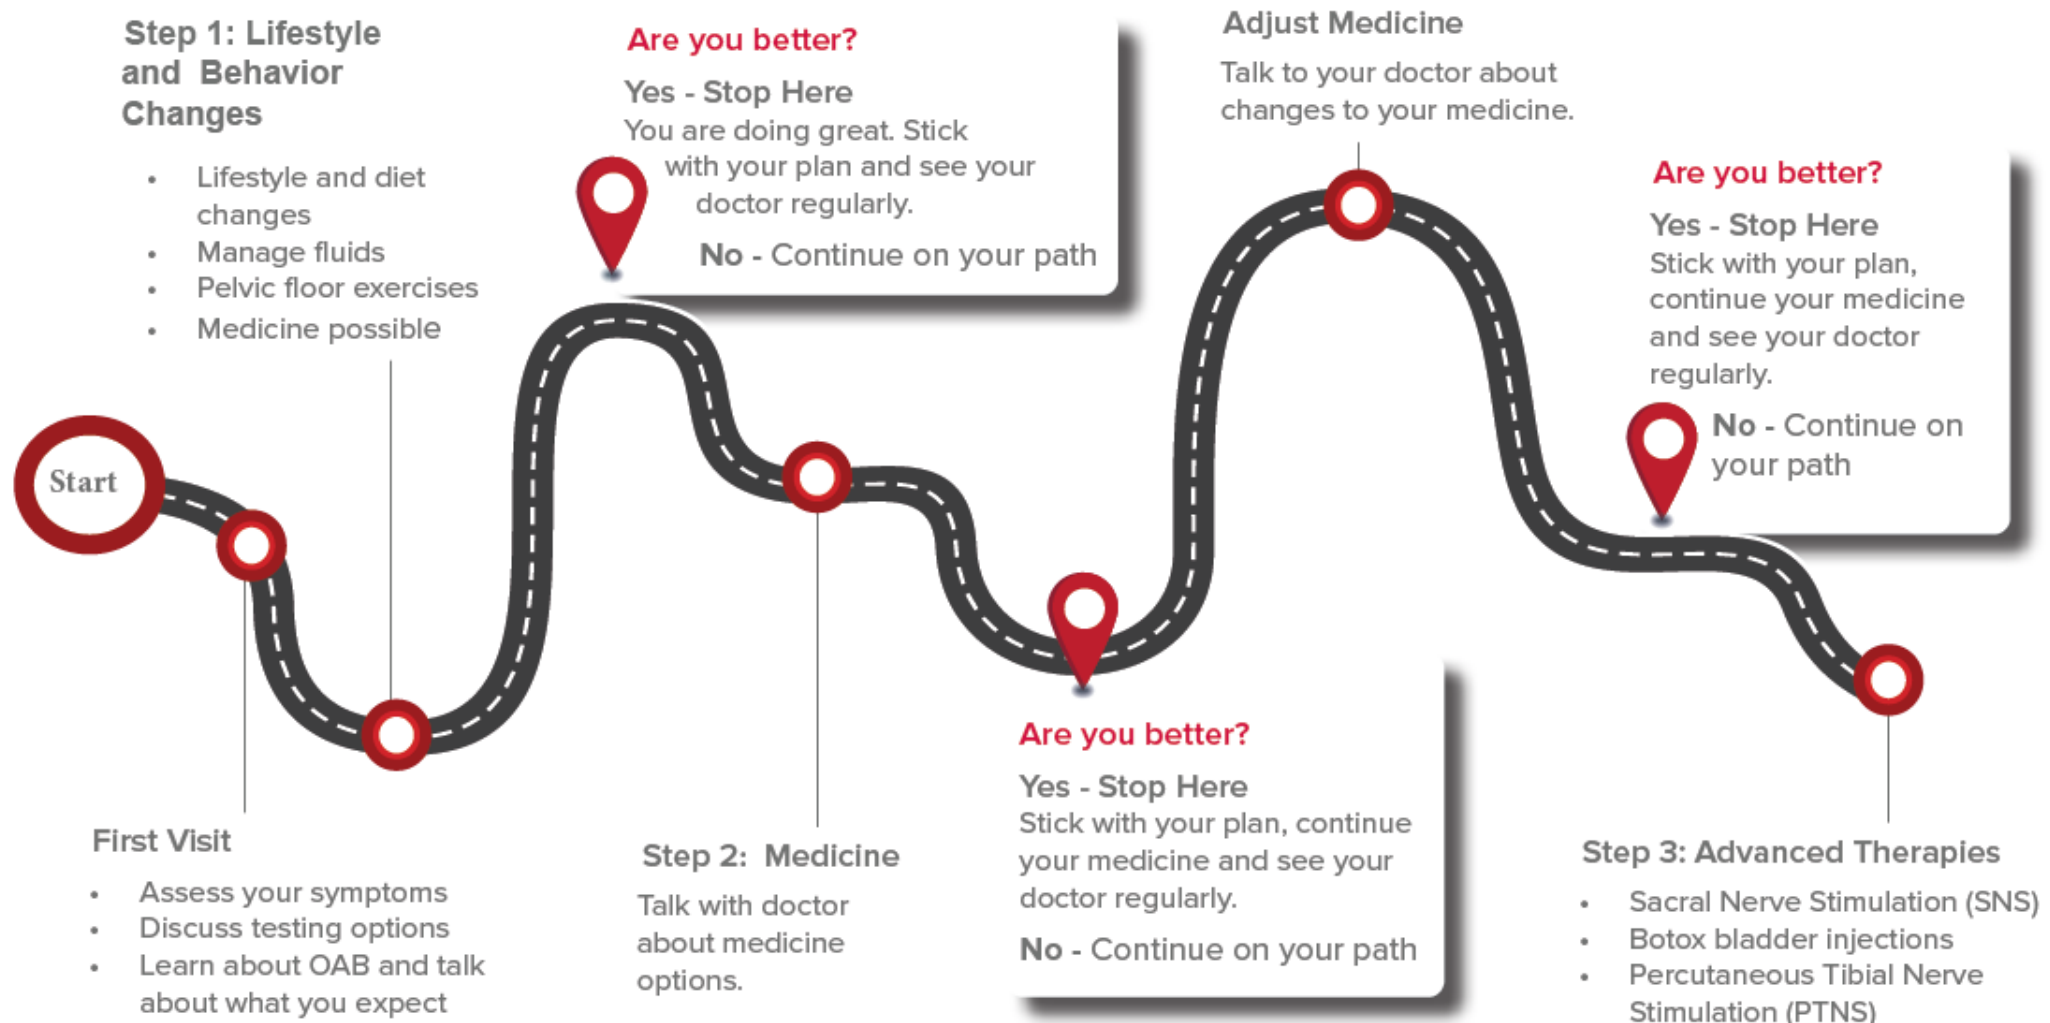 Start
First Visit
• Assess your symptoms
• Discuss testing options
• Learn about OAB and talk
about what you expect
Step 1: Lifestyle
and Behavior
Changes
• Lifestyle and diet
changes
• Manage fluids
• Pelvic floor exercises
• Medicine possible
Are you better?
Yes - Stop Here
You are doing great. Stick
with your plan and see your
doctor regularly.
No - Continue on your path
Step 2: Medicine
Talk with doctor
about medicine
options.
Are you better?
Yes - Stop Here
Stick with your plan, continue
your medicine and see your
doctor regularly.
No - Continue on your path
Adjust Medicine
Talk to your doctor about
changes to your medicine.
Are you better?
Yes - Stop Here
Stick with your plan,
continue your medicine
and see your doctor
regularly.
No - Continue on
your path
Step 3: Advanced Therapies
• Sacral Nerve Stimulation (SNS)
• Botox bladder injections
• Percutaneous Tibial Nerve
Stimulation (PTNS)